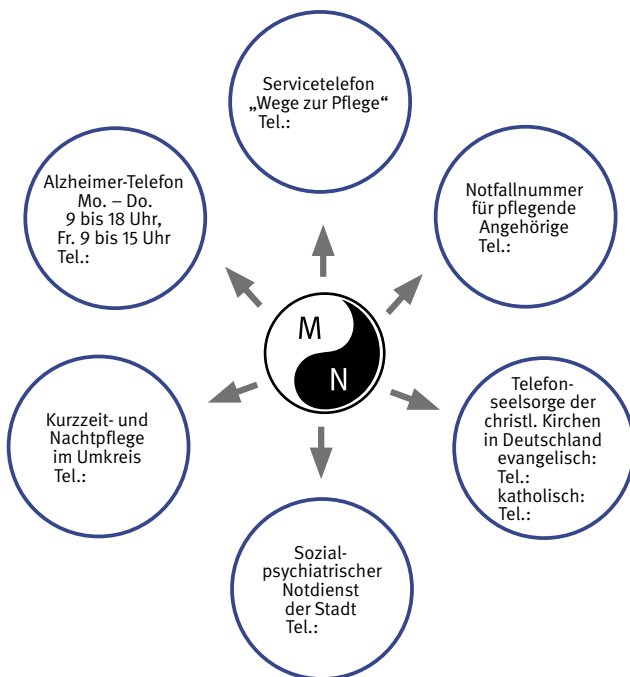 Servicetelefon
„Wege zur Pflege“
Tel.:
Alzheimer-Telefon
Mo. – Do.
9 bis 18 Uhr,
Fr. 9 bis 15 Uhr
Tel.:
Notfallnummer
für pflegende
Angehörige
Tel.:
M
N
Kurzzeit- und
Nachtpflege
im Umkreis
Tel.:
Telefon-
seelsorge der
christl. Kirchen
in Deutschland
evangelisch:
Tel.:
katholisch:
Tel.:
Sozial-
psychiatrischer
Notdienst
der Stadt
Tel.: